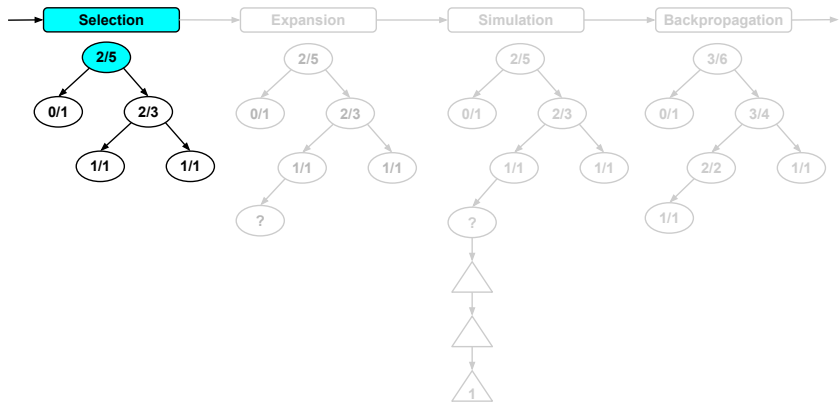 Selection Expansion Simulation Backpropagation
2/5 2/5 2/5 3/6
0/1 2/3 0/1 2/3 0/1 2/3 0/1 3/4
1/1 1/1 1/1 1/1 1/1 1/1 2/2 1/1
? ? 1/1
1